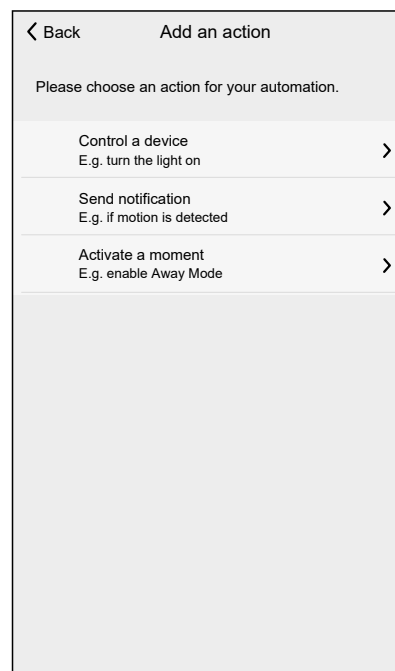 Back
Add an action
Please choose an action for your automation.
Control a device
E.g. turn the light on
Send notification
E.g. if motion is detected
Activate a moment
E.g. enable Away Mode